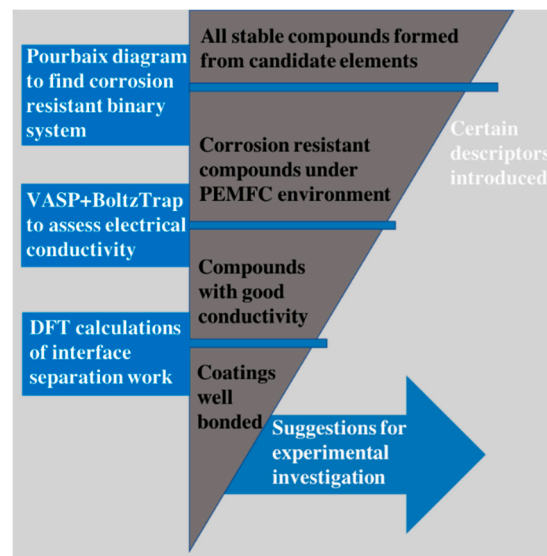 All stable compounds formed
from candidate elements
Pourbaix diagram
to find corrosion
resistant binary
system
Certain
descriptors
introduced
Corrosion resistant
compounds under
PEMFC environment
VASP+BoltzTrap
to assess electrical
conductivity
Compounds
with good
conductivity
DFT calculations
of interface
separation work
Coatings
well
bonded
Suggestions for
experimental
investigation